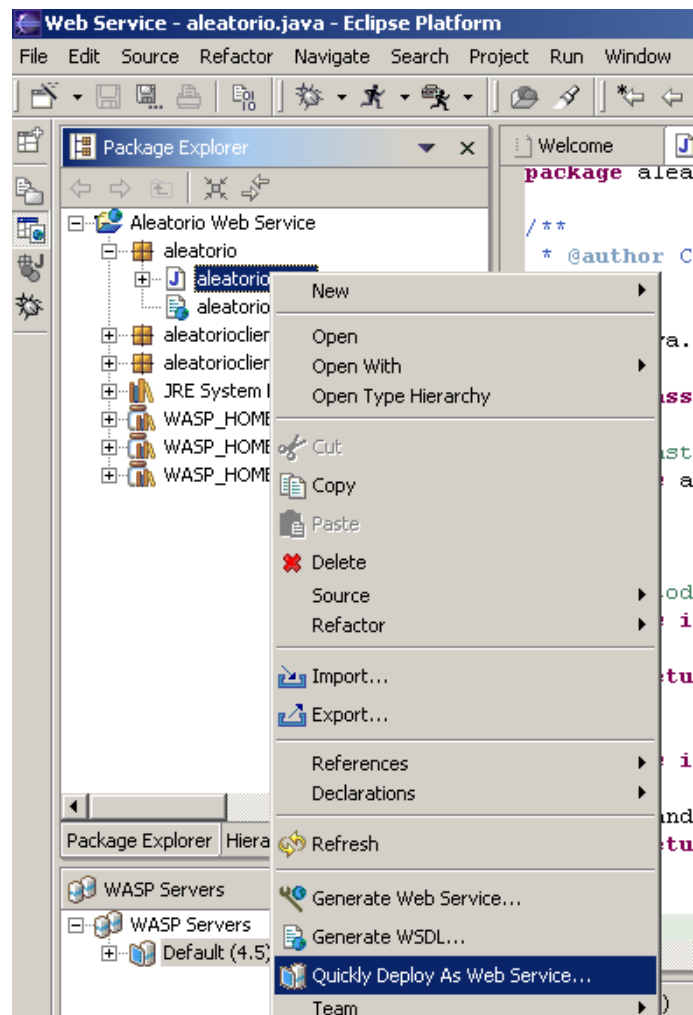 Web Service - aleatorio.java - Eclipse Platform
File Edit Source Refactor Navigate Search Project Run Window
Package Explorer
Welcome
package alea
Aleatorio Web Service
/**
aleatorio
* @author C
aleatorio
aleatorio
aleatorioclien
aleatorioclien
JRE System
WASP_HOME
WASP_HOME
WASP_HOME
New
Open
Open With
Open Type Hierarchy
Cut
Copy
Paste
Delete
Source
Refactor
Import...
Export...
References
Declarations
Refresh
Generate Web Service...
Generate WSDL...
Quickly Deploy As Web Service...
Team
Package Explorer Hiera
WASP Servers
WASP Servers
Default (4.5)